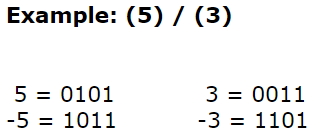 Example: (5) / (3)
5 = 0101 3 = 0011
-5 = 1011 -3 = 1101